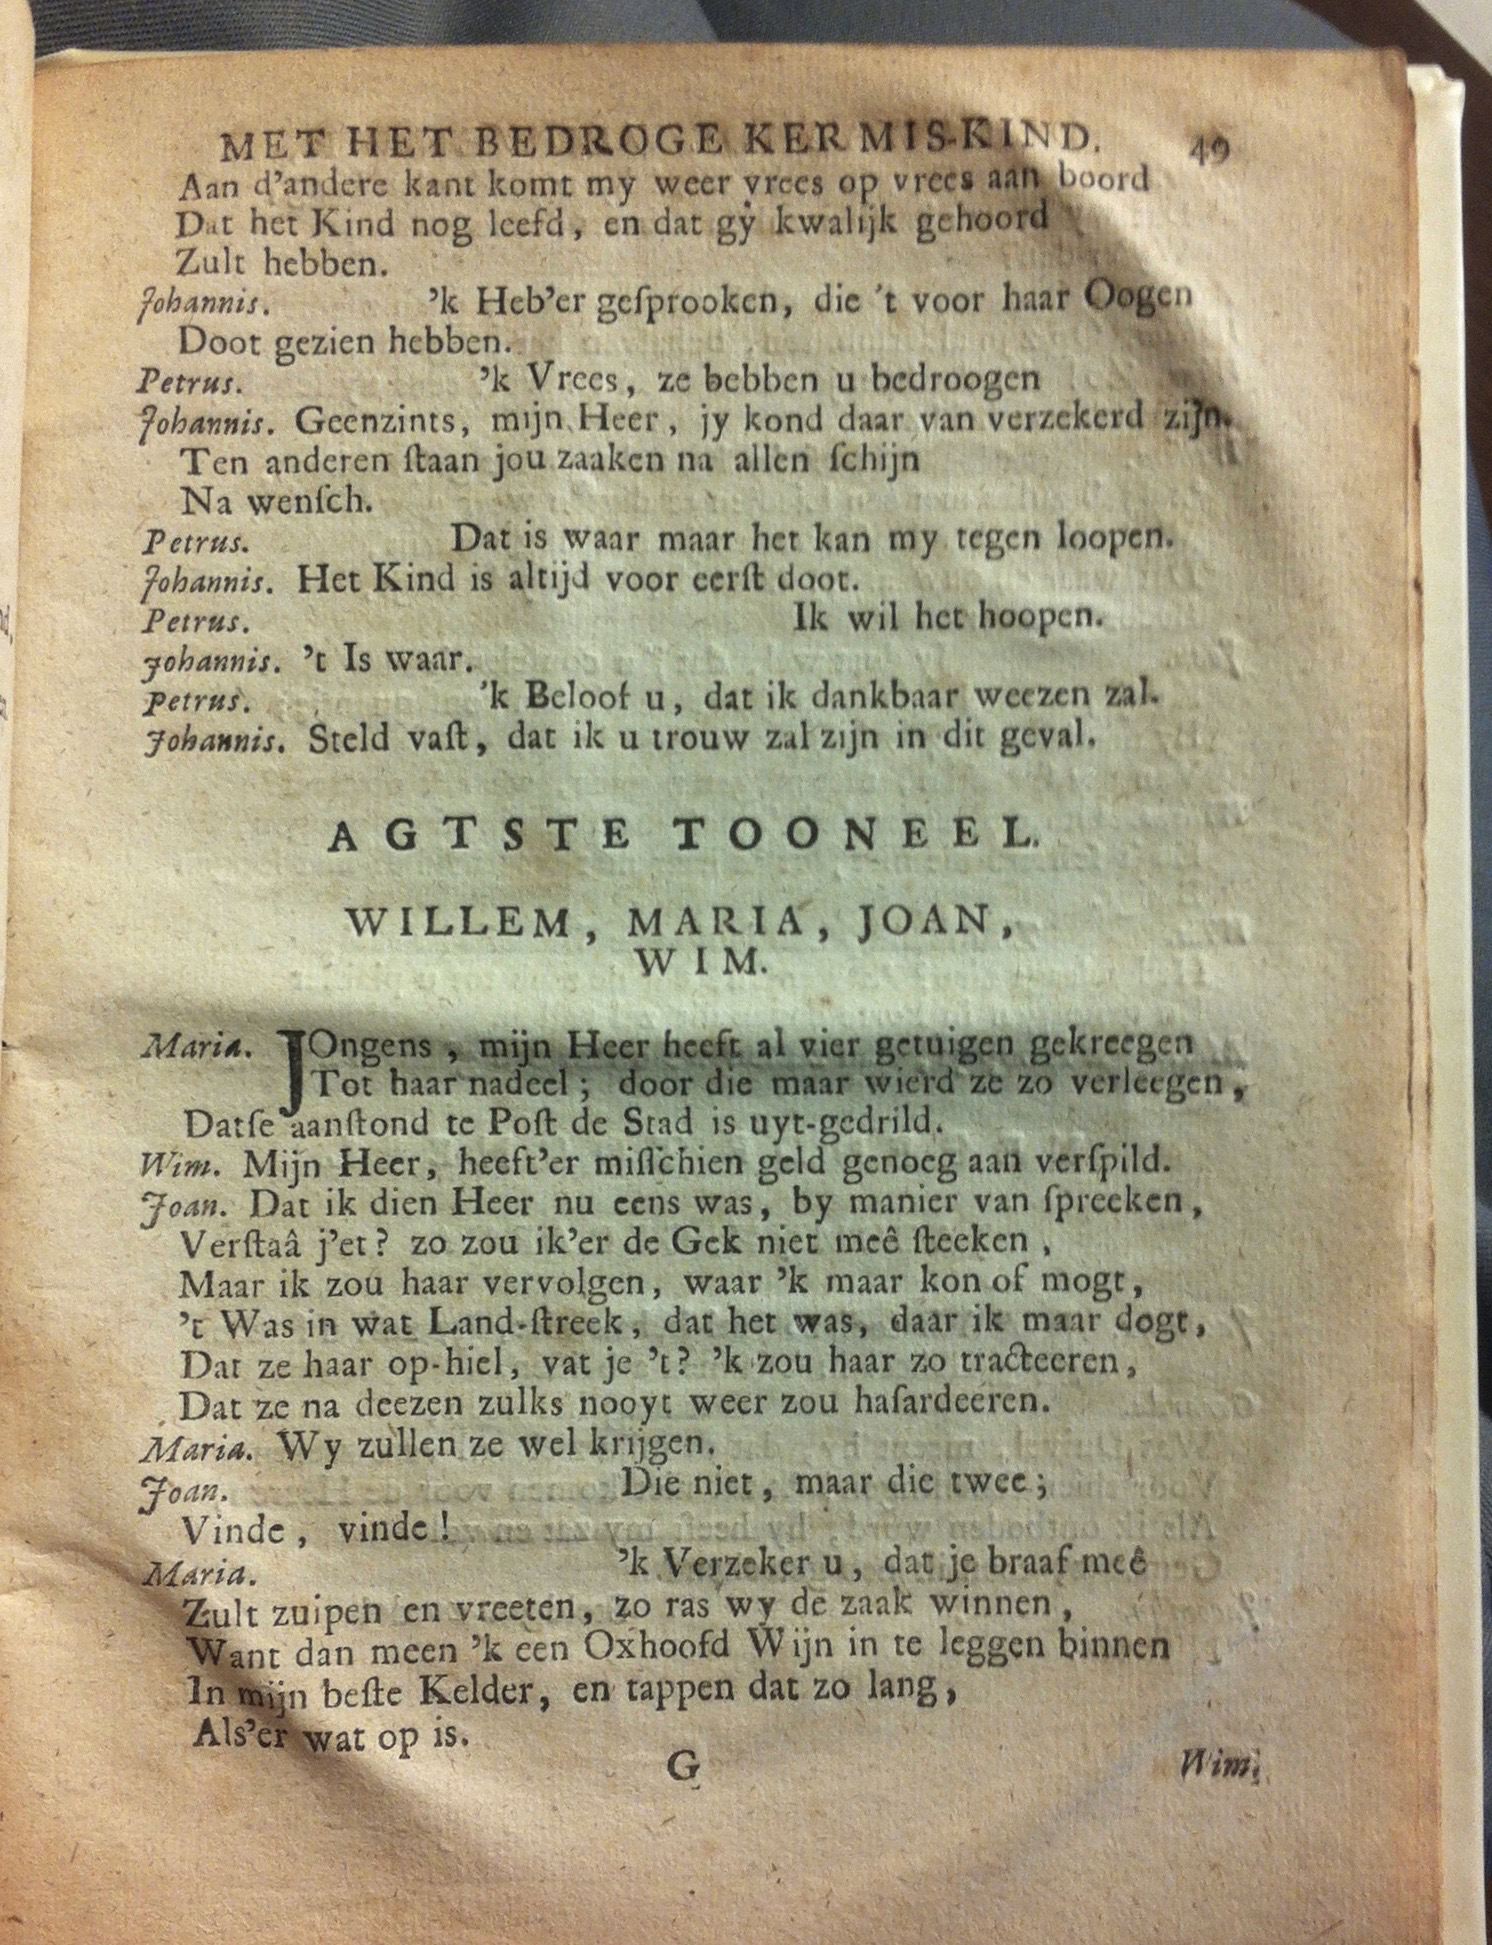 MET HET BEDROGE KERMIS-KIND. 49
Aan d'andere kant komt my weer vrees op vrees aan boord
Dat het Kind nog leefd, en dat gy kwalijk gehoord
Zult hebben.
Johannis. 'k Heb'er geſprooken, die 't voor haar Oogen
Doot gezien hebben.
Petrus. 'k Vrees, ze bebben u bedroogen
Johannis. Geenzints, mijn Heer, jy kond daar van verzekerd zijn.
Ten anderen ſtaan jou zaaken na allen ſchijn
Na wenſch.
Petrus. Dat is waar maar het kan my tegen loopen.
Johannis. Het Kind is altijd voor eerſt doot.
Petrus. Ik wil het hoopen.
Johannis. 't Is waar.
Petrus. 'k Beloof u, dat ik dankbaar weezen zal.
Johannis. Steld vaſt, dat ik u trouw zal zijn in dit geval.
AGTSTE TOONEEL.
WILLEM, MARIA, JOAN,
WIM.
Maria. JOngens, mijn Heer heeft al vier getuigen gekreegen
Tot haar nadeel; door die maar wierd ze zo verleegen,
Datſe aanſtond te Poſt de Stad is uyt-gedrild.
Wim. Mijn Heer, heeft'er miſſchien geld genoeg aan verſpild.
Joan. Dat ik dien Heer nu eens was, by manier van ſpreeken,
Verſtaâ j'et? zo zou ik'er de Gek niet meê ſteeken,
Maar ik zou haar vervolgen, waar 'k maar kon of mogt,
't Was in wat Land-ſtreek, dat het was, daar ik maar dogt,
Dat ze haar op-hiel, vat je 't? 'k zou haar zo tracteeren,
Dat ze na deezen zulks nooyt weer zou haſardeeren.
Maria. Wy zullen ze wel krijgen.
Joan. Die niet, maar die twee;
Vinde, vinde!
Maria. 'k Verzeker u, dat je braaf meê
Zult zuipen en vreeten, zo ras wy de zaak winnen,
Want dan meen 'k een Oxhoofd Wijn in te leggen binnen
In mijn beſte Kelder, en tappen dat zo lang,
Als'er wat op is.
G Wim.